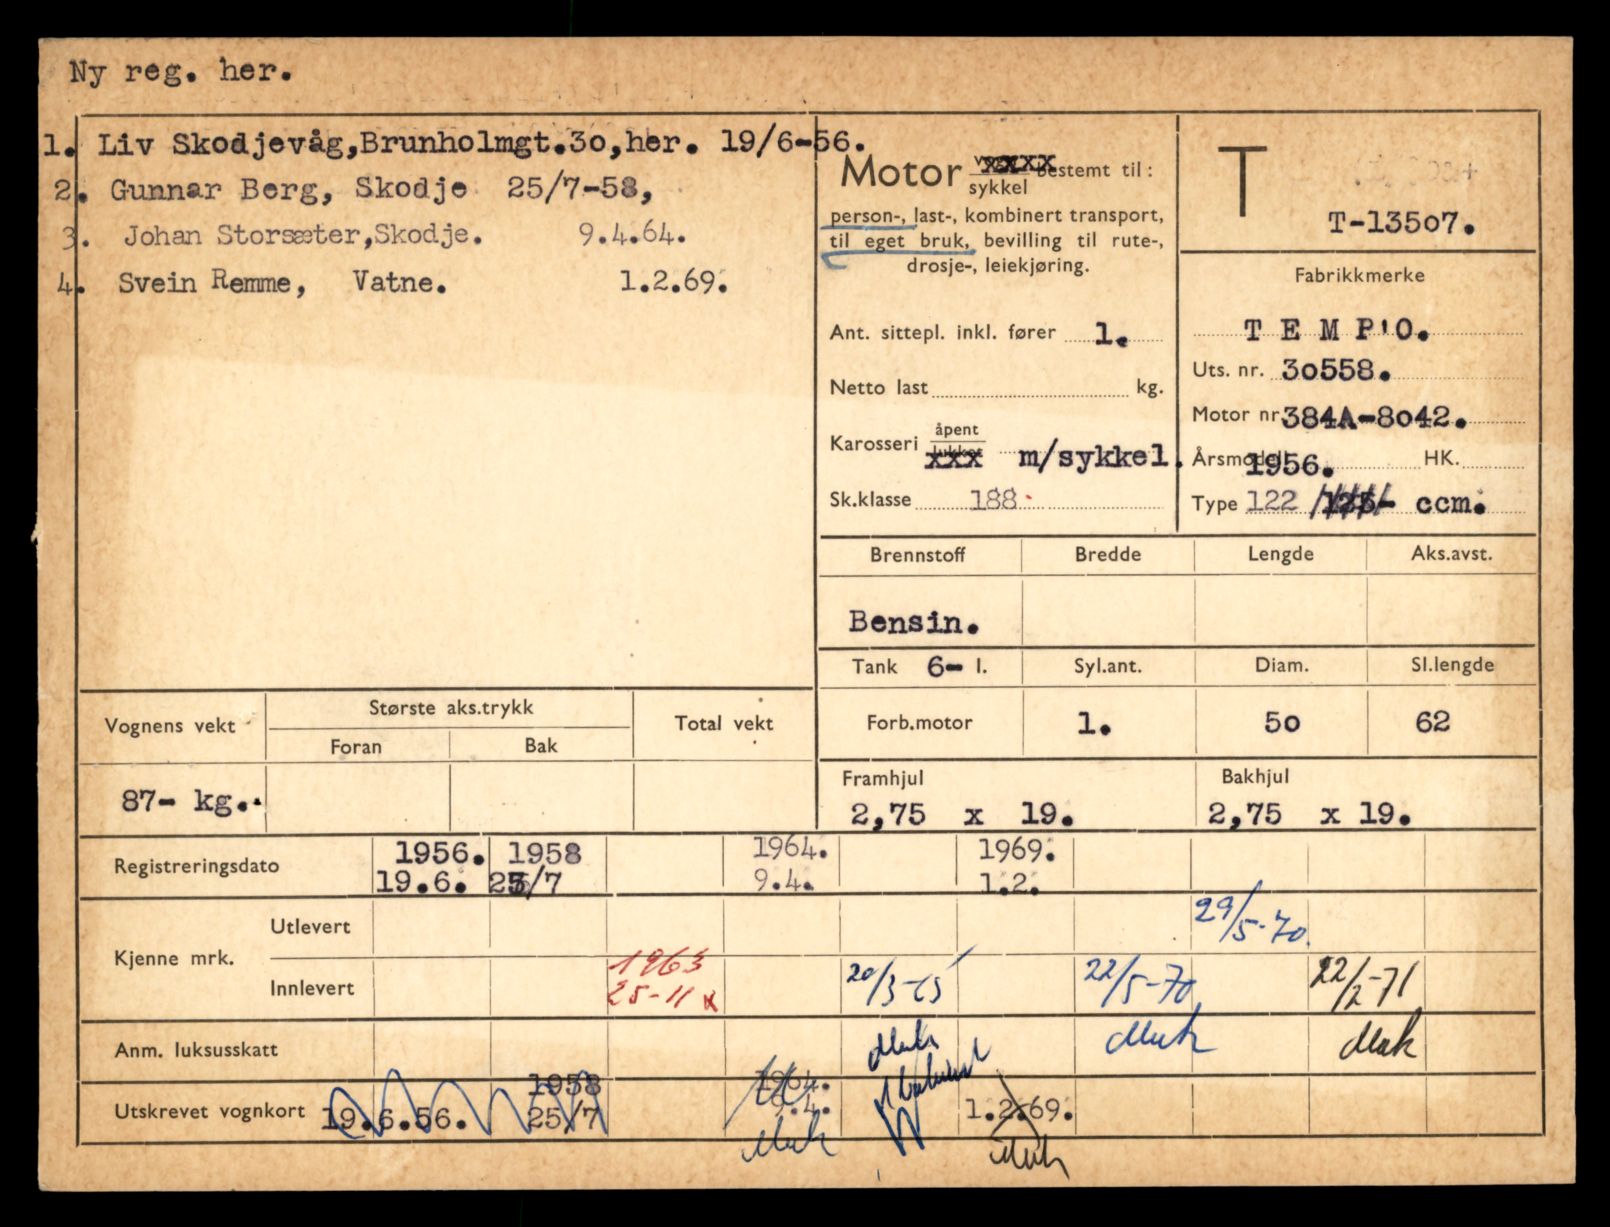 Ny reg. her.
1. Liv Skodjevåg,Brunholmgt.30,her. 19/6-56.
2. Gunnar Berg, Skodje 25/7-58,
3. Johan Storsæter,Skodje. 9.4.64.
4. Svein Remme, Vatne. 1.2.69.
Motor sykkel bestemt til:
person-, last-, kombinert transport,
til eget bruk, bevilling til rute-,
drosje-, leiekjøring.
Ant. sittepl. inkl. fører 1.
Netto last kg.
Karosseri åpent lukket xxx m/sykkel.
Sk.klasse 188
T
T-13507.
Fabrikkmerke
T E M P O.
Uts. nr. 30558.
Motor nr 384A-8042.
Årsmodell 1956. HK.
Type 122 125- ccm.
Brennstoff Bredde Lengde Aks.avst.
Bensin.
Tank 6- l. Syl.ant. Diam. Sl.lengde
Forb.motor 1. 50 62
Framhjul Bakhjul
2,75 x 19. 2,75 x 19.
Vognens vekt Største aks.trykk Total vekt
Foran Bak
87- kg.
Registreringsdato 1956. 1958 1964. 1969.
19.6. 25/7 9.4. 1.2.
Kjenne mrk. Utlevert 29/5-70.
Innlevert 1963 25-11 20/3-65 22/5-70 22/2-71
Anm. luksusskatt
Utskrevet vognkort 19.6.56. 1958 25/7 1964. 9.4. 1.2.69.